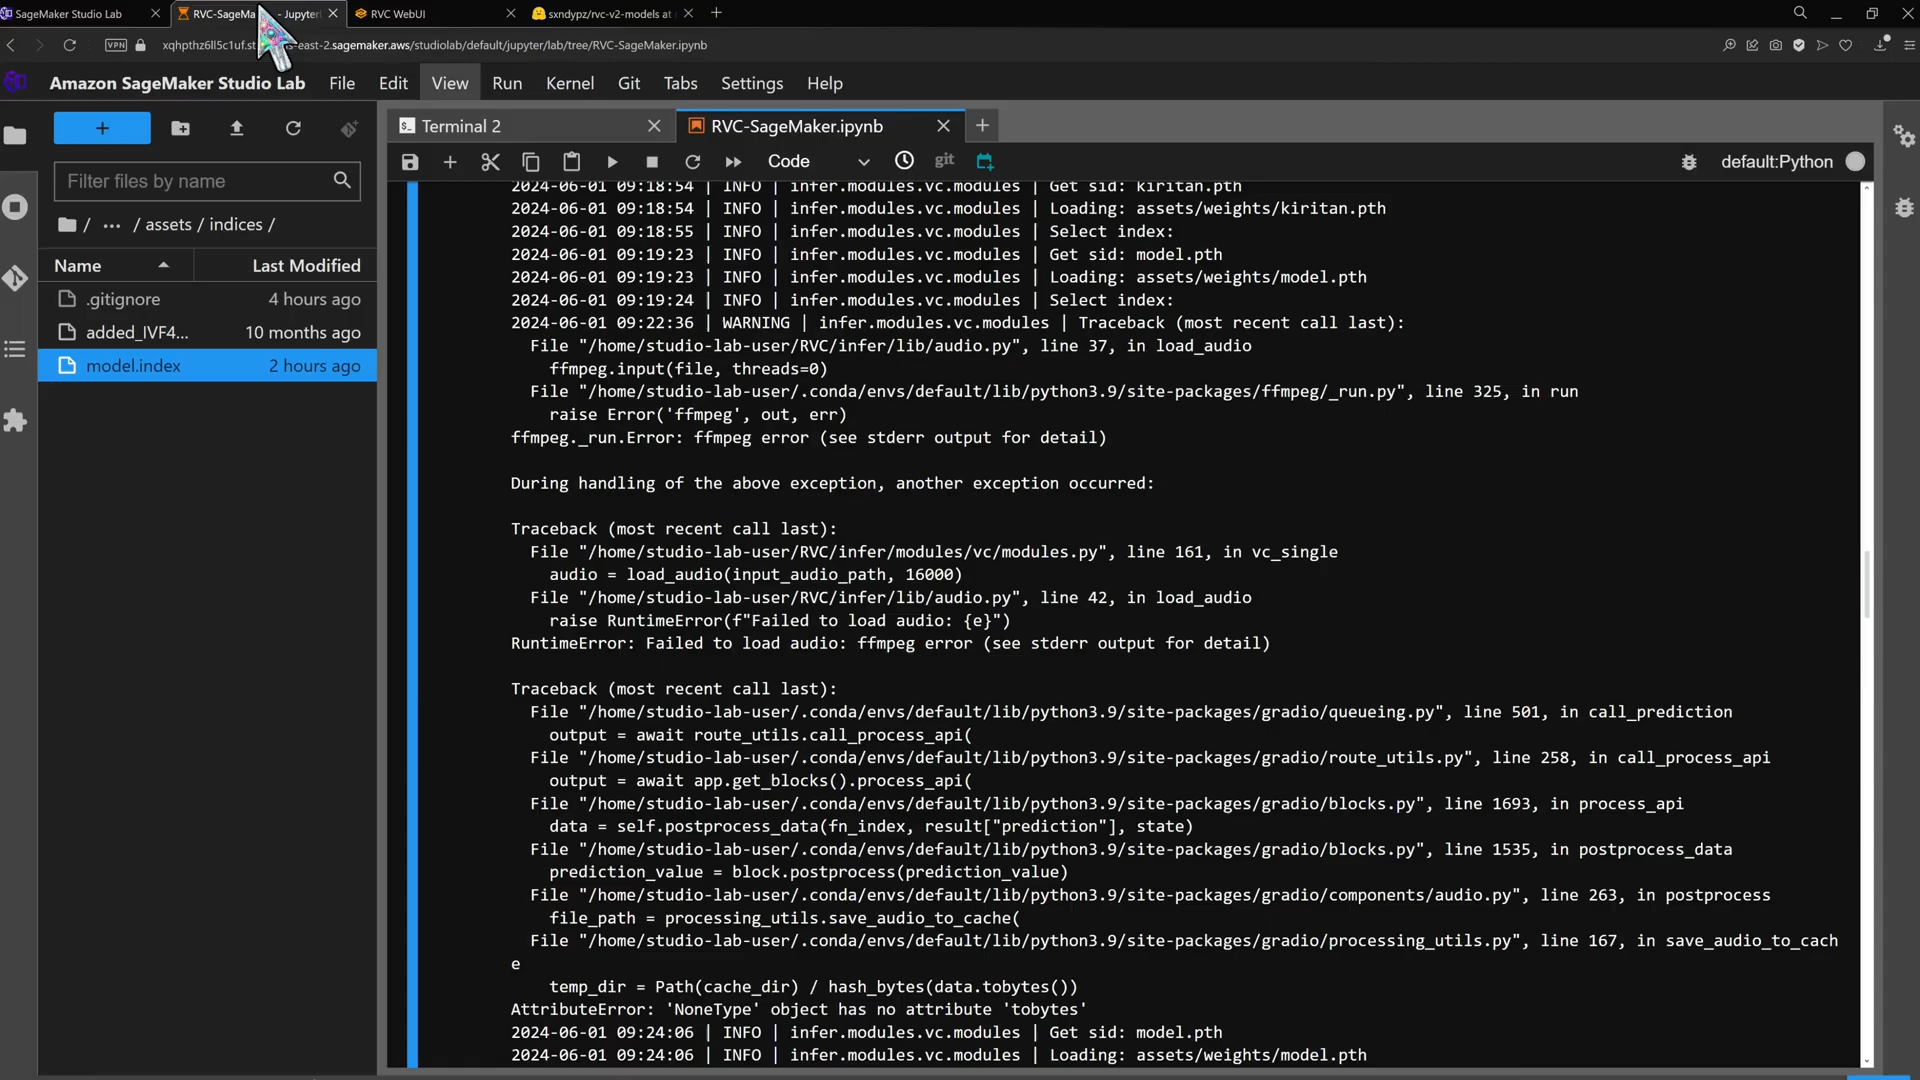 SageMaker Studio Lab
RVC-SageMa
- Jupyter
RVC WebUI
sxndypz/rvc-v2-models at
VPN
xqhpthz6ll5c1uf.st
s-east-2.sagemaker.aws/studiolab/default/jupyter/lab/tree/RVC-SageMaker.ipynb
Amazon SageMaker Studio Lab
File
Edit
View
Run
Kernel
Git
Tabs
Settings
Help
Terminal 2
RVC-SageMaker.ipynb
Filter files by name
Code
git
default:Python
/ ... / assets / indices /
Name
Last Modified
.gitignore
4 hours ago
added_IVF4...
10 months ago
model.index
2 hours ago
2024-06-01 09:18:54 | INFO | infer.modules.vc.modules | Get sid: kiritan.pth
2024-06-01 09:18:54 | INFO | infer.modules.vc.modules | Loading: assets/weights/kiritan.pth
2024-06-01 09:18:55 | INFO | infer.modules.vc.modules | Select index:
2024-06-01 09:19:23 | INFO | infer.modules.vc.modules | Get sid: model.pth
2024-06-01 09:19:23 | INFO | infer.modules.vc.modules | Loading: assets/weights/model.pth
2024-06-01 09:19:24 | INFO | infer.modules.vc.modules | Select index:
2024-06-01 09:22:36 | WARNING | infer.modules.vc.modules | Traceback (most recent call last):
File "/home/studio-lab-user/RVC/infer/lib/audio.py", line 37, in load_audio
ffmpeg.input(file, threads=0)
File "/home/studio-lab-user/.conda/envs/default/lib/python3.9/site-packages/ffmpeg/_run.py", line 325, in run
raise Error('ffmpeg', out, err)
ffmpeg._run.Error: ffmpeg error (see stderr output for detail)
During handling of the above exception, another exception occurred:
Traceback (most recent call last):
File "/home/studio-lab-user/RVC/infer/modules/vc/modules.py", line 161, in vc_single
audio = load_audio(input_audio_path, 16000)
File "/home/studio-lab-user/RVC/infer/lib/audio.py", line 42, in load_audio
raise RuntimeError(f"Failed to load audio: {e}")
RuntimeError: Failed to load audio: ffmpeg error (see stderr output for detail)
Traceback (most recent call last):
File "/home/studio-lab-user/.conda/envs/default/lib/python3.9/site-packages/gradio/queueing.py", line 501, in call_prediction
output = await route_utils.call_process_api(
File "/home/studio-lab-user/.conda/envs/default/lib/python3.9/site-packages/gradio/route_utils.py", line 258, in call_process_api
output = await app.get_blocks().process_api(
File "/home/studio-lab-user/.conda/envs/default/lib/python3.9/site-packages/gradio/blocks.py", line 1693, in process_api
data = self.postprocess_data(fn_index, result["prediction"], state)
File "/home/studio-lab-user/.conda/envs/default/lib/python3.9/site-packages/gradio/blocks.py", line 1535, in postprocess_data
prediction_value = block.postprocess(prediction_value)
File "/home/studio-lab-user/.conda/envs/default/lib/python3.9/site-packages/gradio/components/audio.py", line 263, in postprocess
file_path = processing_utils.save_audio_to_cache(
File "/home/studio-lab-user/.conda/envs/default/lib/python3.9/site-packages/gradio/processing_utils.py", line 167, in save_audio_to_cach
e
temp_dir = Path(cache_dir) / hash_bytes(data.tobytes())
AttributeError: 'NoneType' object has no attribute 'tobytes'
2024-06-01 09:24:06 | INFO | infer.modules.vc.modules | Get sid: model.pth
2024-06-01 09:24:06 | INFO | infer.modules.vc.modules | Loading: assets/weights/model.pth